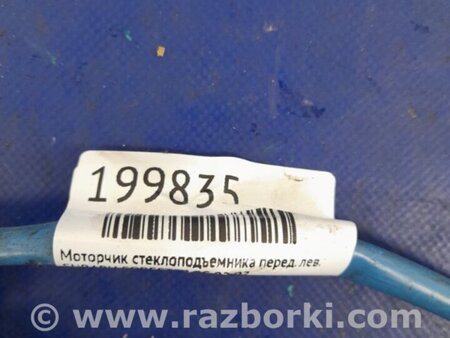 199835
Моторчик стеклоподъемника перед. лев.
www.razborki.com